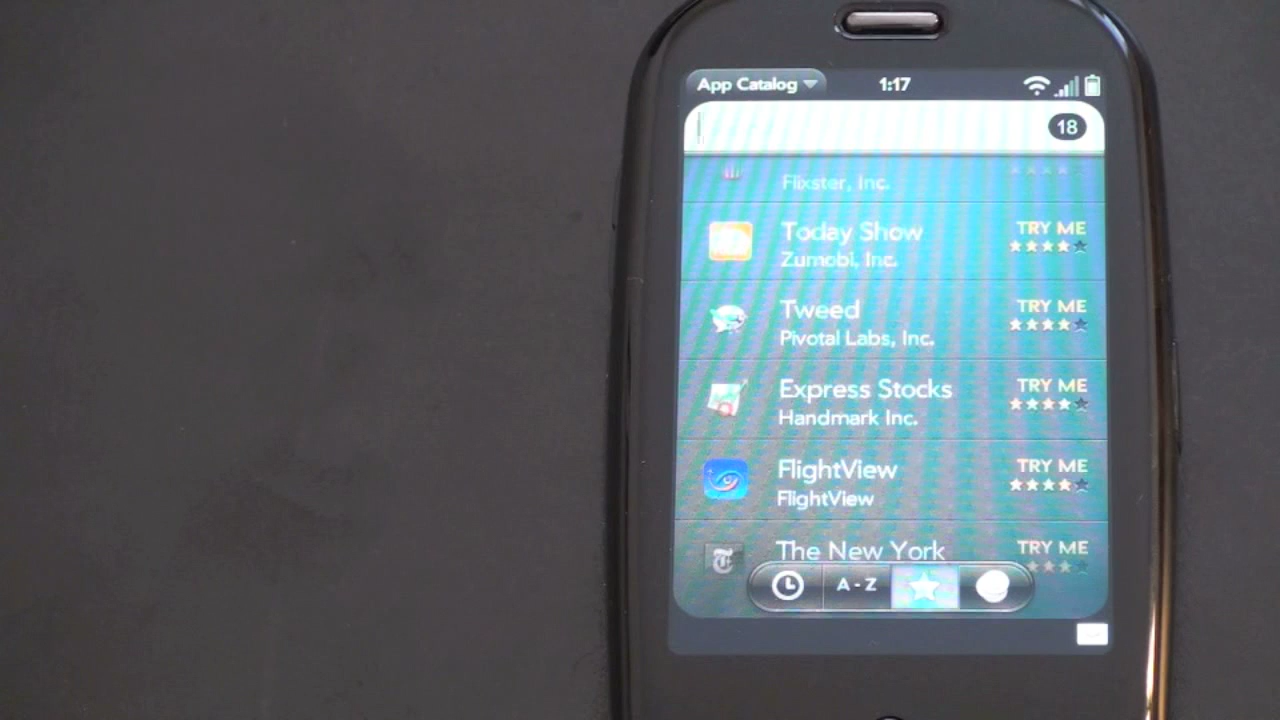 App Catalog
1:17
18
Flixster, Inc.
Today Show
TRY ME
Zumobi, Inc.
Tweed
TRY ME
Pivotal Labs, Inc.
Express Stocks
TRY ME
Handmark Inc.
FlightView
TRY ME
FlightView
The New York
TRY ME
A-Z